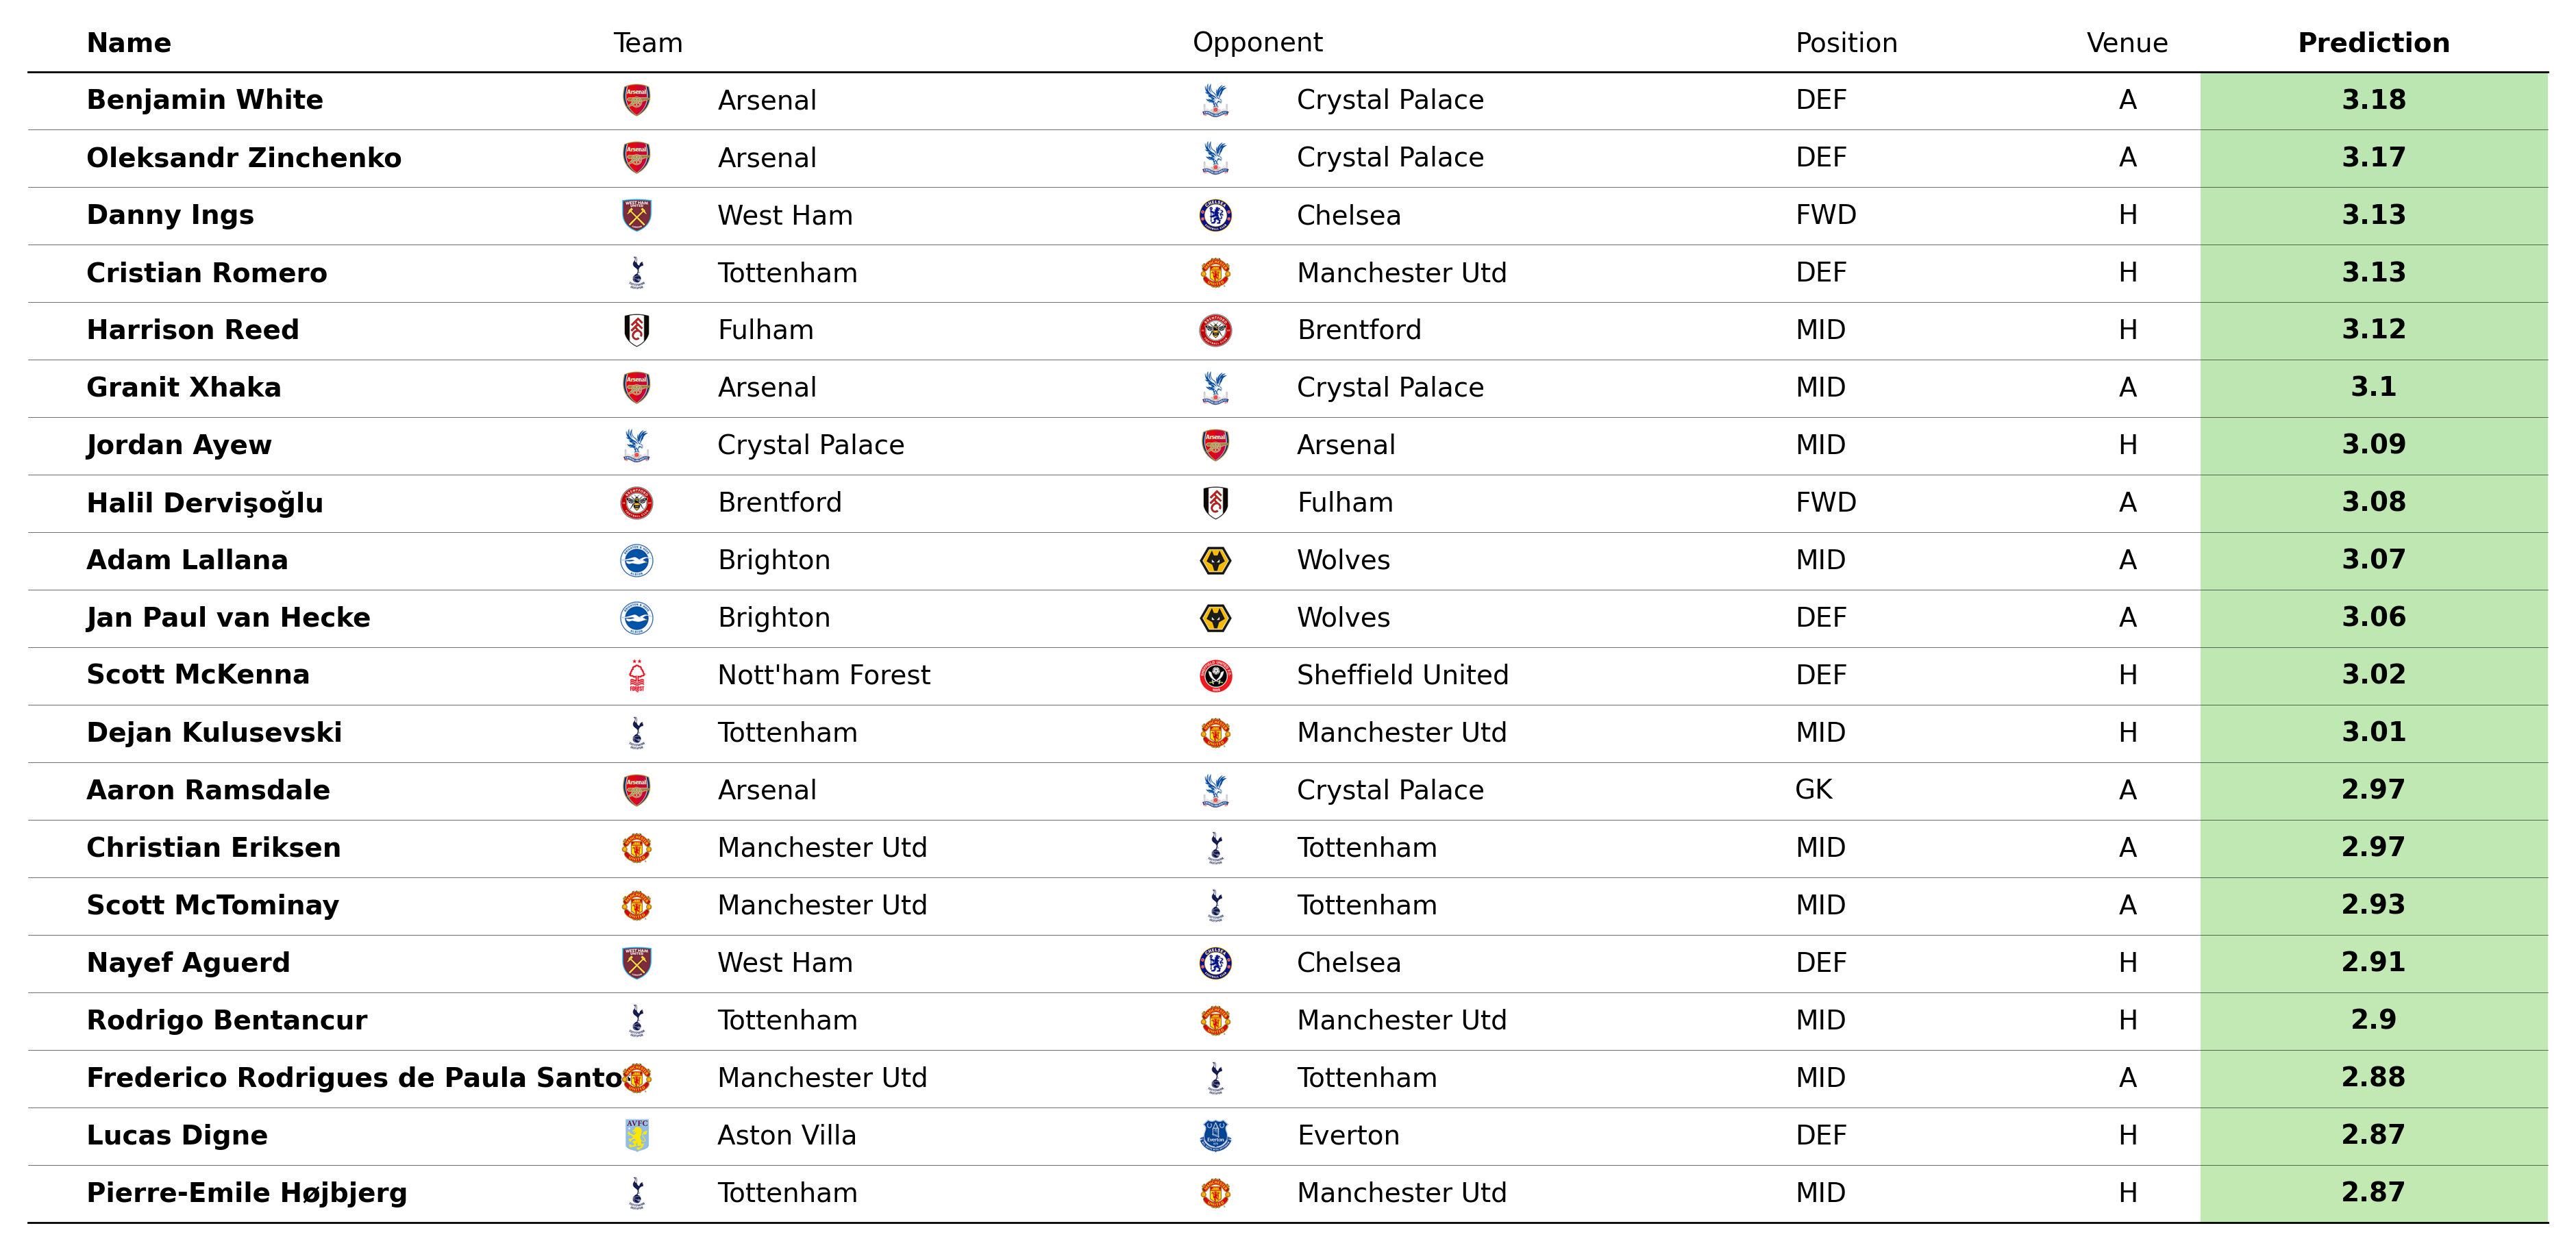 Name Team Opponent Position Venue Prediction
Benjamin White Arsenal Crystal Palace DEF A 3.18
Oleksandr Zinchenko Arsenal Crystal Palace DEF A 3.17
Danny Ings West Ham Chelsea FWD H 3.13
Cristian Romero Tottenham Manchester Utd DEF H 3.13
Harrison Reed Fulham Brentford MID H 3.12
Granit Xhaka Arsenal Crystal Palace MID A 3.1
Jordan Ayew Crystal Palace Arsenal MID H 3.09
Halil Dervişoğlu Brentford Fulham FWD A 3.08
Adam Lallana Brighton Wolves MID A 3.07
Jan Paul van Hecke Brighton Wolves DEF A 3.06
Scott McKenna Nott'ham Forest Sheffield United DEF H 3.02
Dejan Kulusevski Tottenham Manchester Utd MID H 3.01
Aaron Ramsdale Arsenal Crystal Palace GK A 2.97
Christian Eriksen Manchester Utd Tottenham MID A 2.97
Scott McTominay Manchester Utd Tottenham MID A 2.93
Nayef Aguerd West Ham Chelsea DEF H 2.91
Rodrigo Bentancur Tottenham Manchester Utd MID H 2.9
Frederico Rodrigues de Paula Santo Manchester Utd Tottenham MID A 2.88
Lucas Digne Aston Villa Everton DEF H 2.87
Pierre-Emile Højbjerg Tottenham Manchester Utd MID H 2.87